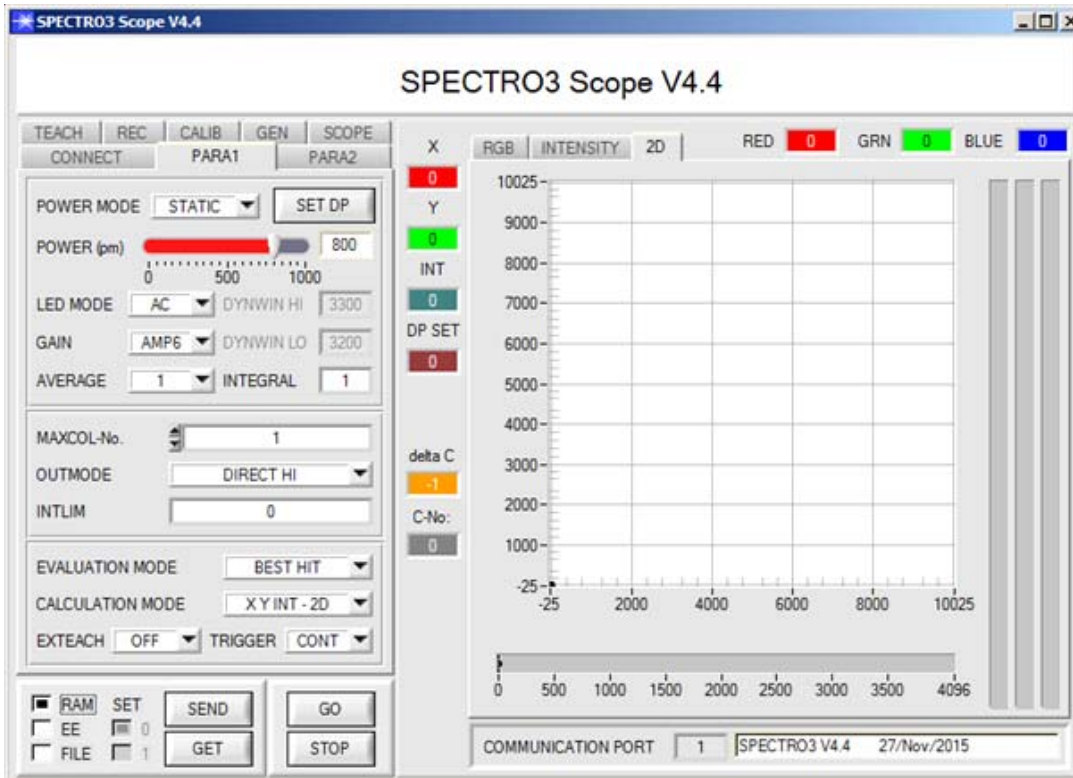 SPECTRO3 Scope V4.4
SPECTRO3 Scope V4.4
TEACH REC CALIB GEN SCOPE
CONNECT PARA1 PARA2
POWER MODE STATIC SET DP
POWER (pm) 800
0 500 1000
LED MODE AC DYNWIN HI 3300
GAIN AMP6 DYNWIN LO 3200
AVERAGE 1 INTEGRAL 1
MAXCOL-No. 1
OUTMODE DIRECT HI
INTLIM 0
EVALUATION MODE BEST HIT
CALCULATION MODE X Y INT - 2D
EXTEACH OFF TRIGGER CONT
RAM SET SEND GO
EE 0
FILE 1 GET STOP
X
0
Y
0
INT
0
DP SET
0
delta C
-1
C-No:
0
RGB INTENSITY 2D RED 0 GRN 0 BLUE 0
10025
9000
8000
7000
6000
5000
4000
3000
2000
1000
-25
-25 2000 4000 6000 8000 10025
0 500 1000 1500 2000 2500 3000 3500 4096
COMMUNICATION PORT 1 SPECTRO3 V4.4 27/Nov/2015